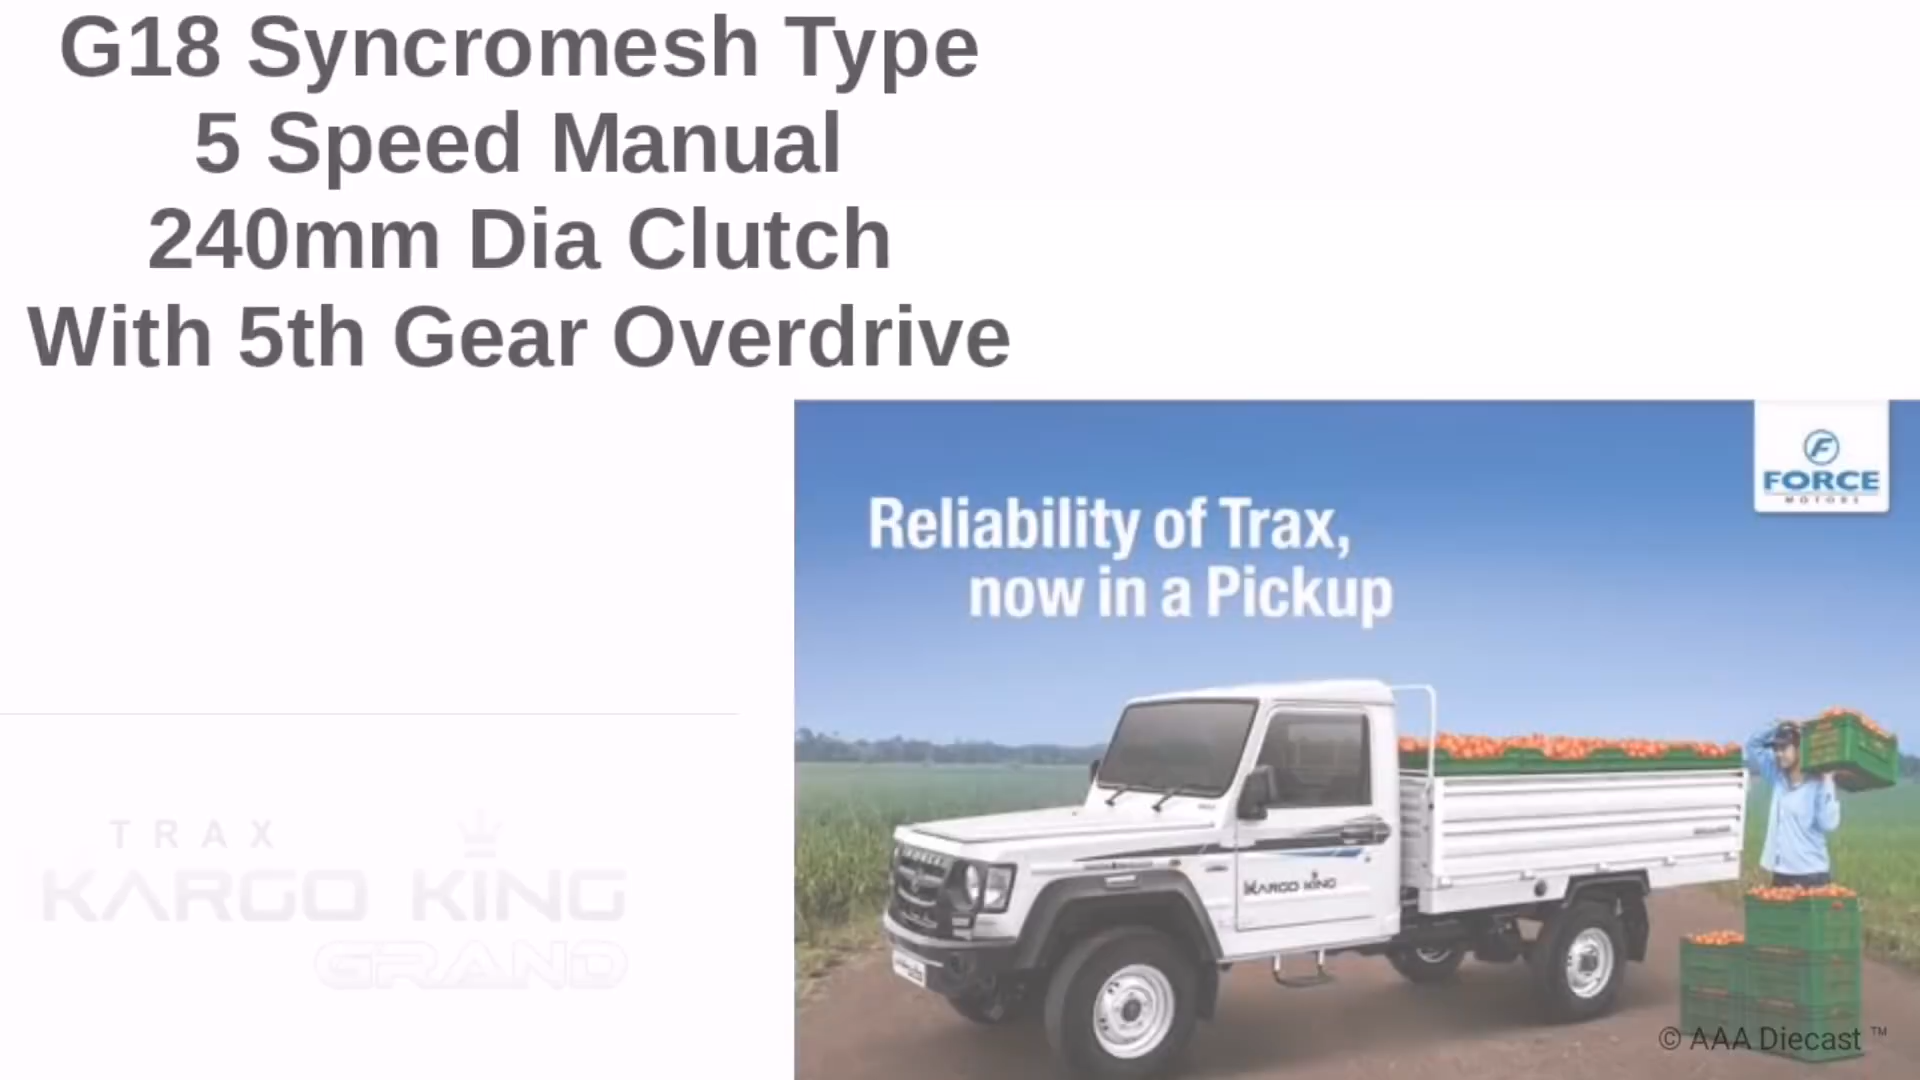 G18 Syncromesh Type
5 Speed Manual
240mm Dia Clutch
With 5th Gear Overdrive
FORCE
MOTORS
Reliability of Trax,
now in a Pickup
TRAX
KARGO KING
GRAND
KARGO KING
© AAA Diecast ™